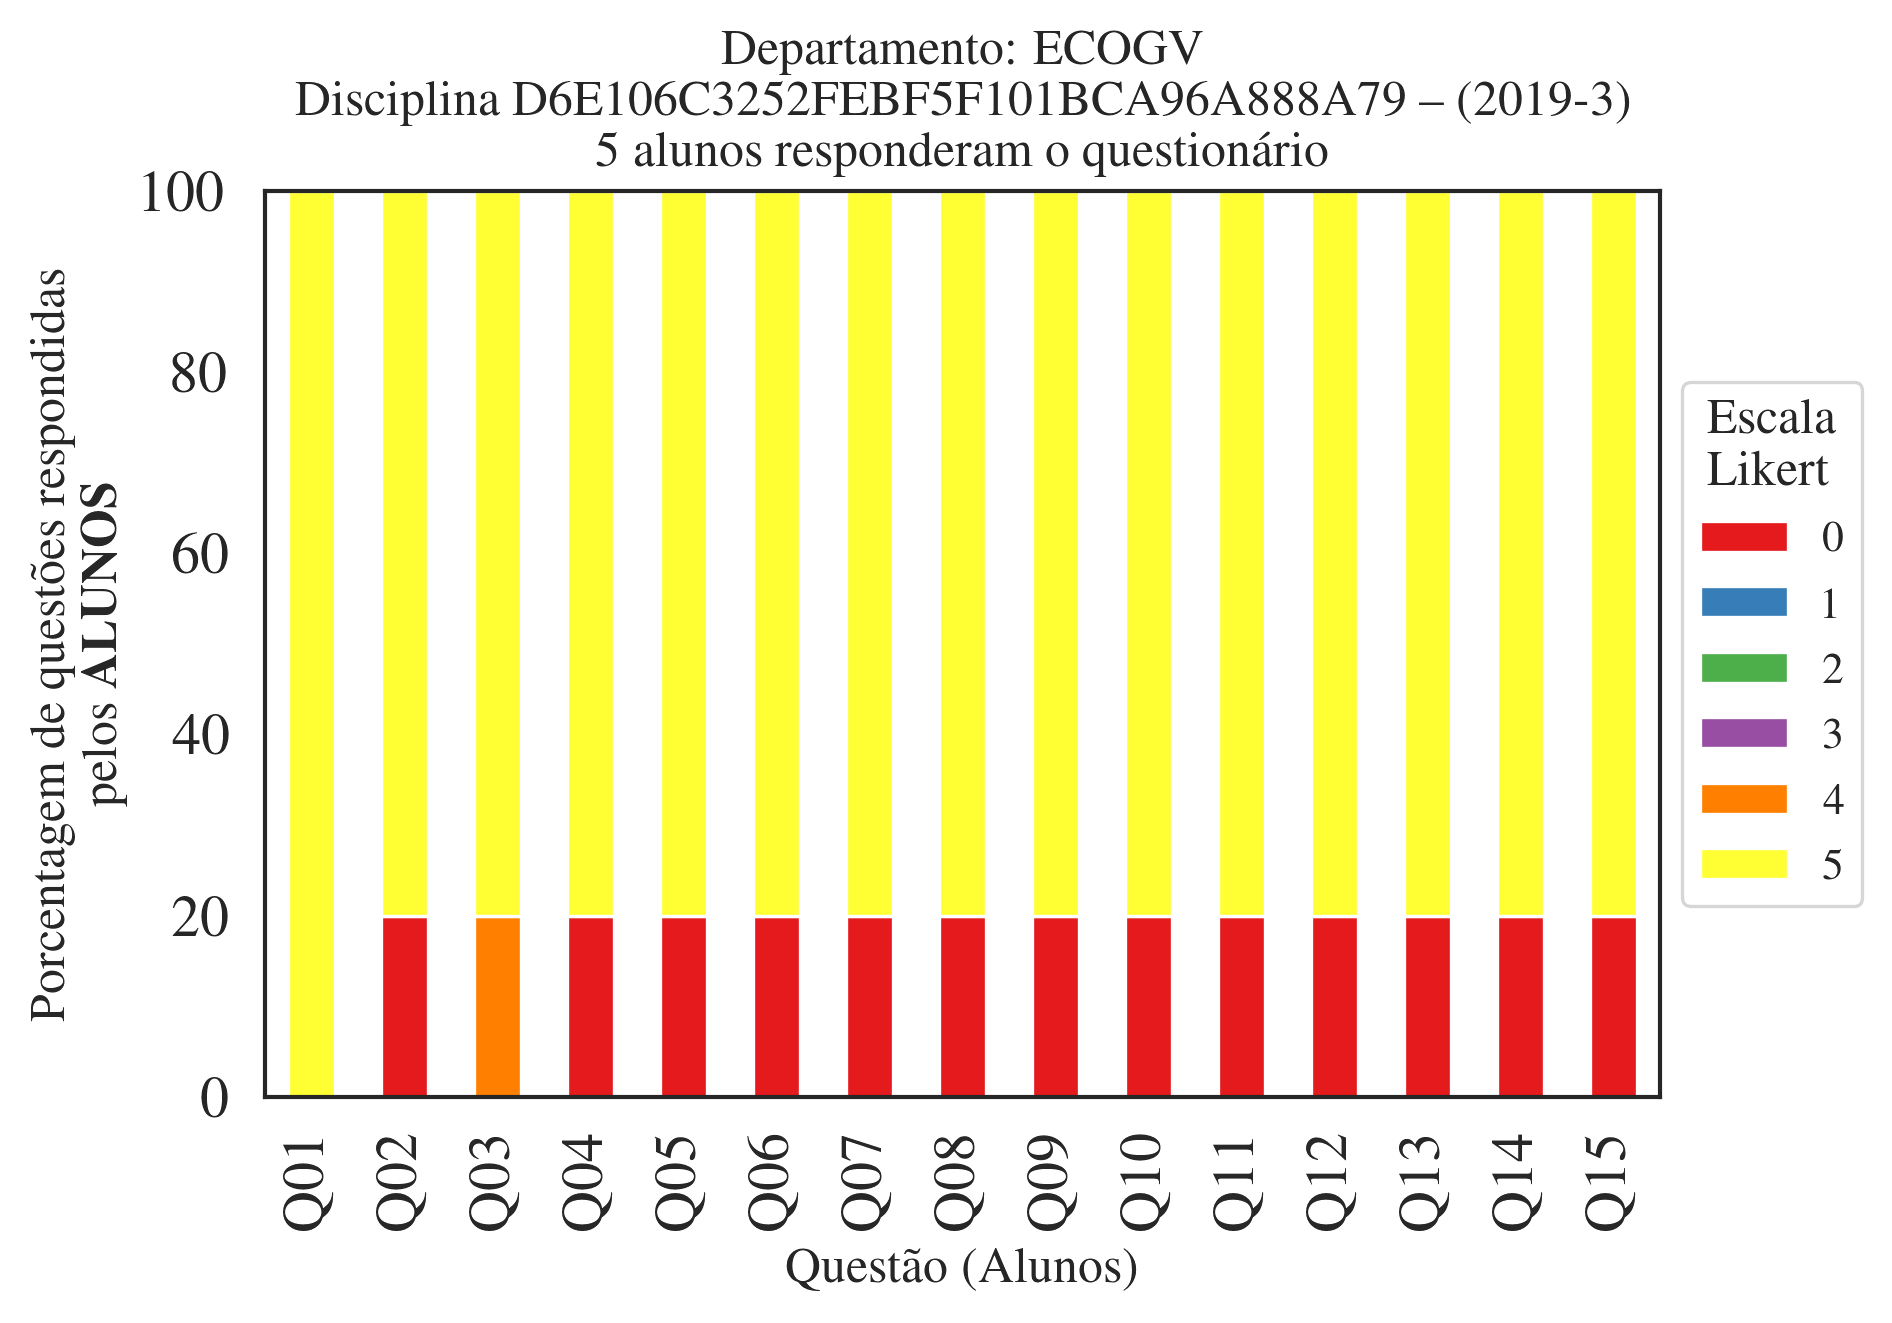 Departamento: ECOGV
Disciplina D6E106C3252FEBF5F101BCA96A888A79 – (2019-3)
5 alunos responderam o questionário
Porcentagem de questões respondidas
pelos ALUNOS
100
80
60
40
20
0
Q01
Q02
Q03
Q04
Q05
Q06
Q07
Q08
Q09
Q10
Q11
Q12
Q13
Q14
Q15
Questão (Alunos)
Escala
Likert
0
1
2
3
4
5